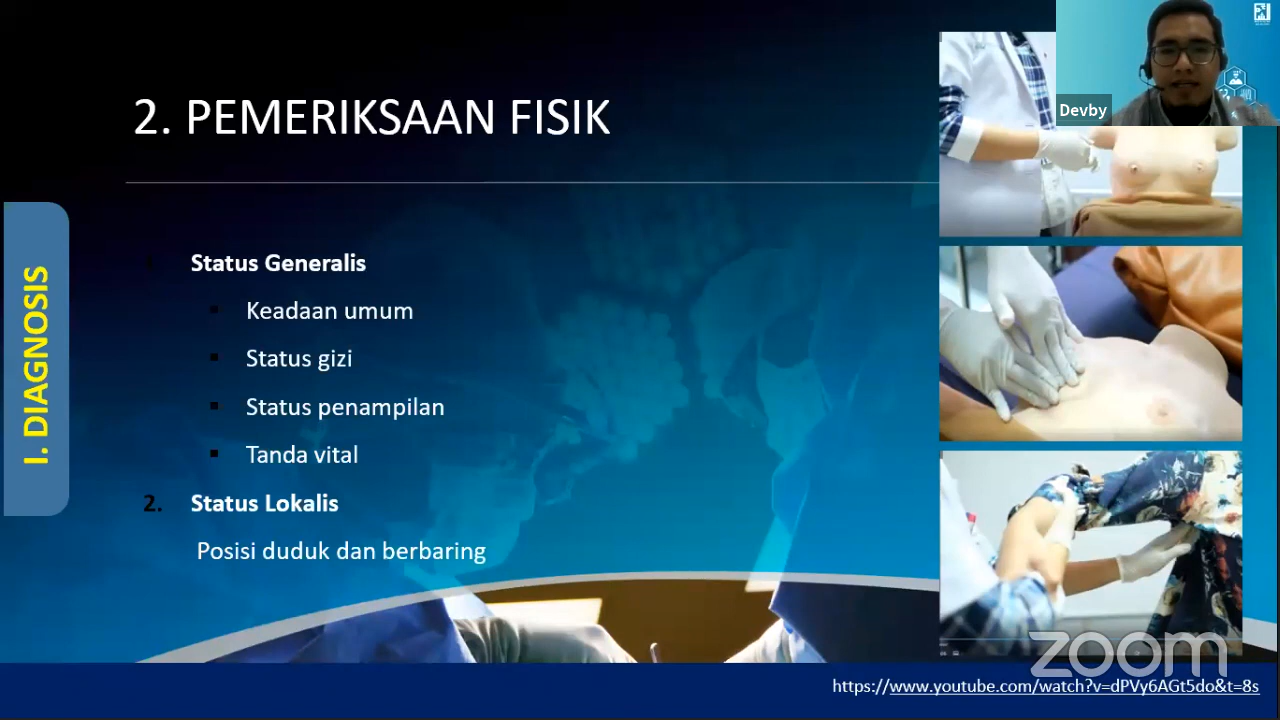 2. PEMERIKSAAN FISIK
Devby
I. DIAGNOSIS
Status Generalis
Keadaan umum
Status gizi
Status penampilan
Tanda vital
2. Status Lokalis
Posisi duduk dan berbaring
zoom
https://www.youtube.com/watch?v=dPVy6AGt5do&t=8s